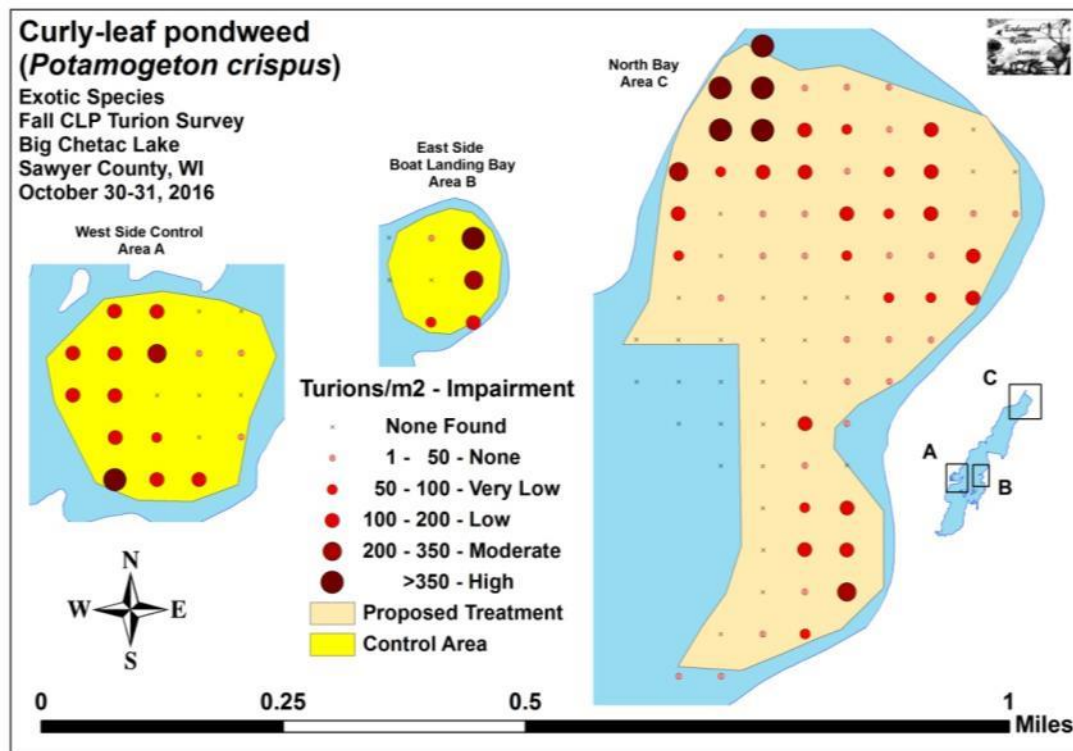 Curly-leaf pondweed
(Potamogeton crispus)
Exotic Species
Fall CLP Turion Survey
Big Chetac Lake
Sawyer County, WI
October 30-31, 2016
West Side Control
Area A
East Side
Boat Landing Bay
Area B
North Bay
Area C
Endangered
Resource
Services
Turions/m2 - Impairment
None Found
1 - 50 - None
50 - 100 - Very Low
100 - 200 - Low
200 - 350 - Moderate
>350 - High
Proposed Treatment
Control Area
N
W E
S
C
A
B
0 0.25 0.5 1
Miles